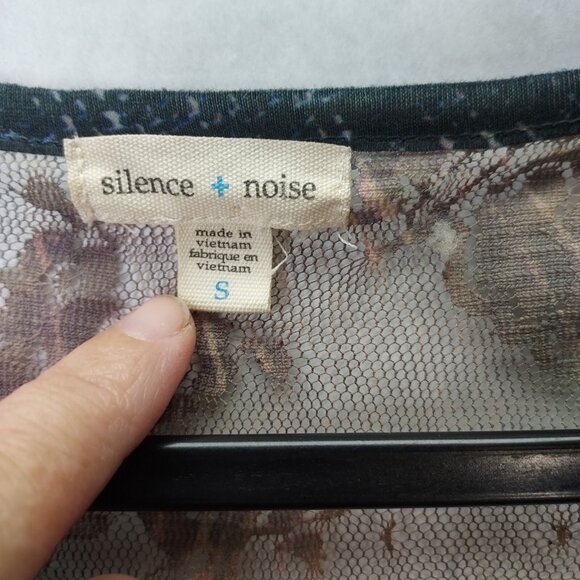 silence + noise
made in
vietnam
fabrique en
vietnam
S